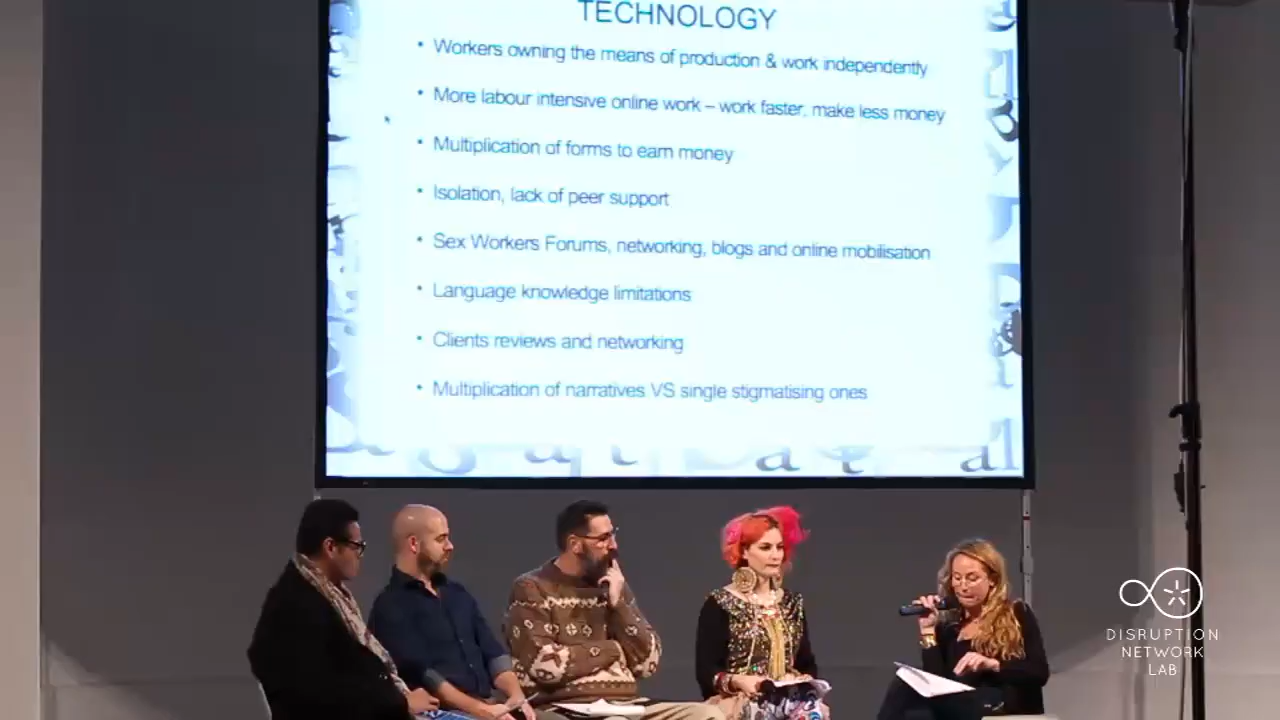 TECHNOLOGY
• Workers owning the means of production & work independently
• More labour intensive online work – work faster, make less money
• Multiplication of forms to earn money
• Isolation, lack of peer support
• Sex Workers Forums, networking, blogs and online mobilisation
• Language knowledge limitations
• Clients reviews and networking
• Multiplication of narratives VS single stigmatising ones
DISRUPTION
NETWORK
LAB